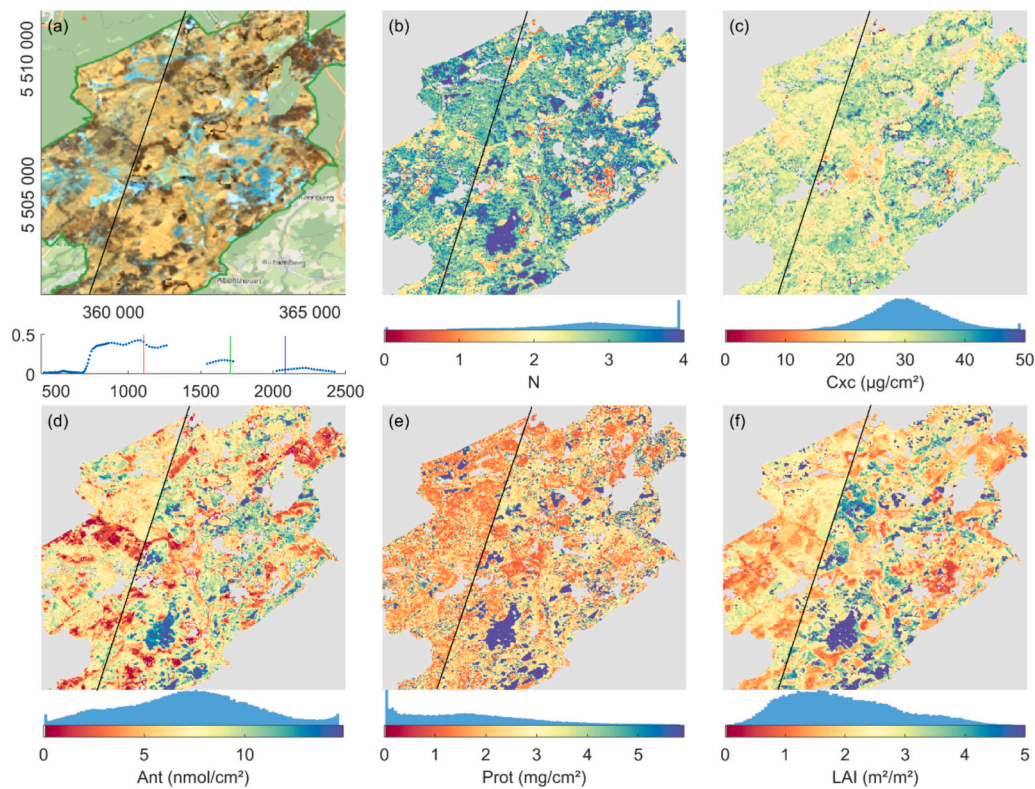 (a)
5 510 000
5 505 000
360 000
365 000
0.5
0
500
1000
1500
2000
2500
(b)
0
1
2
3
4
N
(c)
0
10
20
30
40
50
Cxc (µg/cm²)
(d)
0
5
10
Ant (nmol/cm²)
(e)
0
1
2
3
4
5
Prot (mg/cm²)
(f)
0
1
2
3
4
5
LAI (m²/m²)